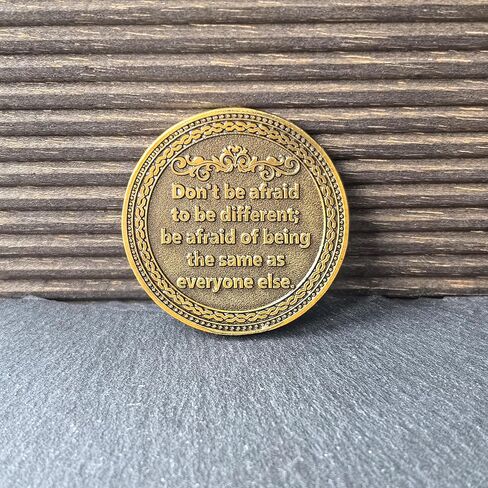 Don't be afraid
to be different;
be afraid of being
the same as
everyone else.